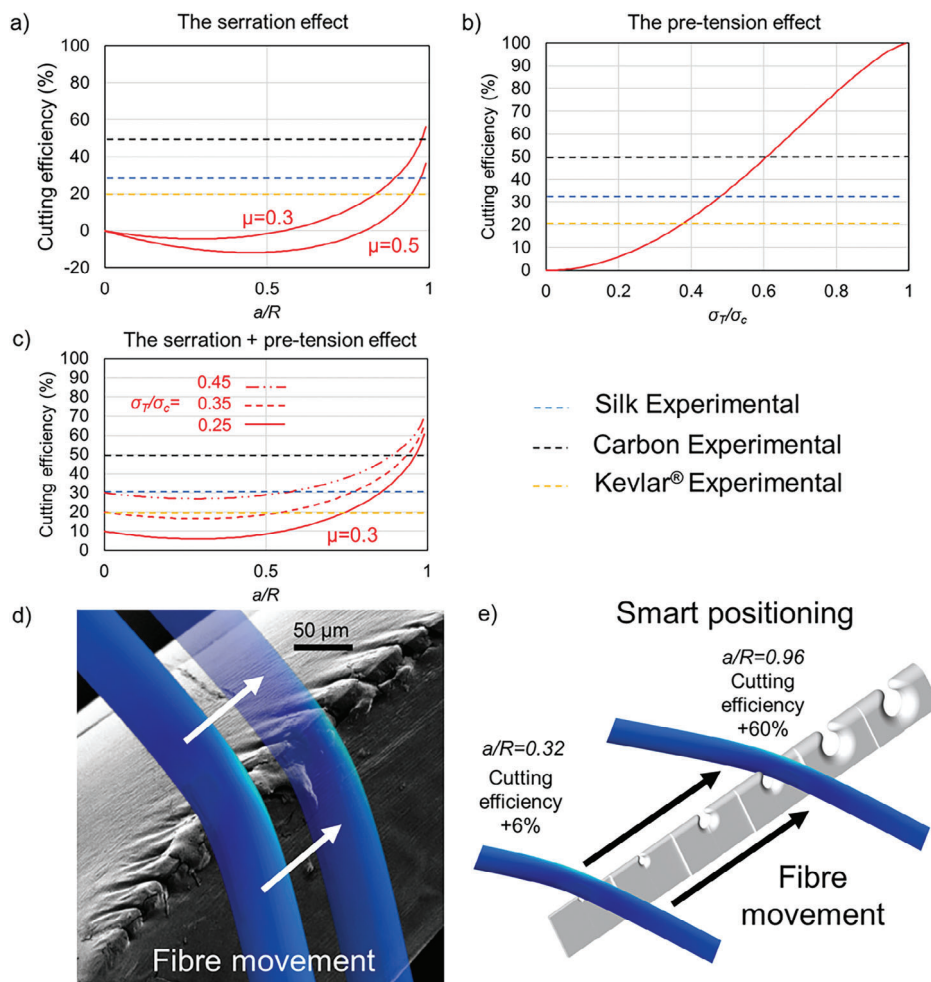 a)
The serration effect
Cutting efficiency (%)
100
80
60
40
20
0
-20
μ=0.3
μ=0.5
0
0.5
1
a/R
b)
The pre-tension effect
Cutting efficiency (%)
100
90
80
70
60
50
40
30
20
10
0
0
0.2
0.4
0.6
0.8
1
σT/σc
c)
The serration + pre-tension effect
Cutting efficiency (%)
100
90
80
70
60
50
40
30
20
10
0
σT/σc=
0.45
0.35
0.25
μ=0.3
0
0.5
1
a/R
Silk Experimental
Carbon Experimental
Kevlar® Experimental
d)
50 μm
Fibre movement
e)
Smart positioning
a/R=0.96
Cutting
efficiency
+60%
a/R=0.32
Cutting
efficiency
+6%
Fibre
movement